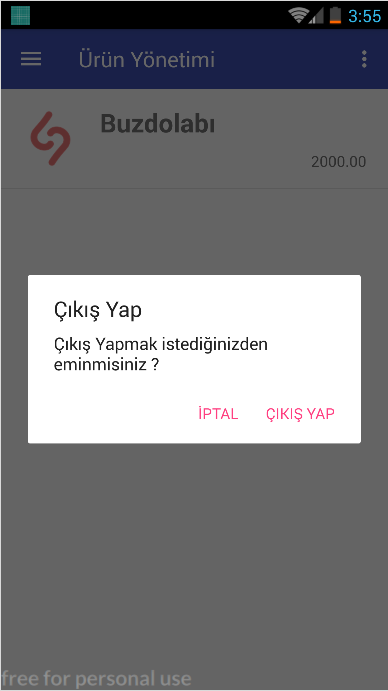 3:55
Ürün Yönetimi
Buzdolabı
2000.00
Çıkış Yap
Çıkış Yapmak istediğinizden
eminmisiniz ?
İPTAL ÇIKIŞ YAP
free for personal use